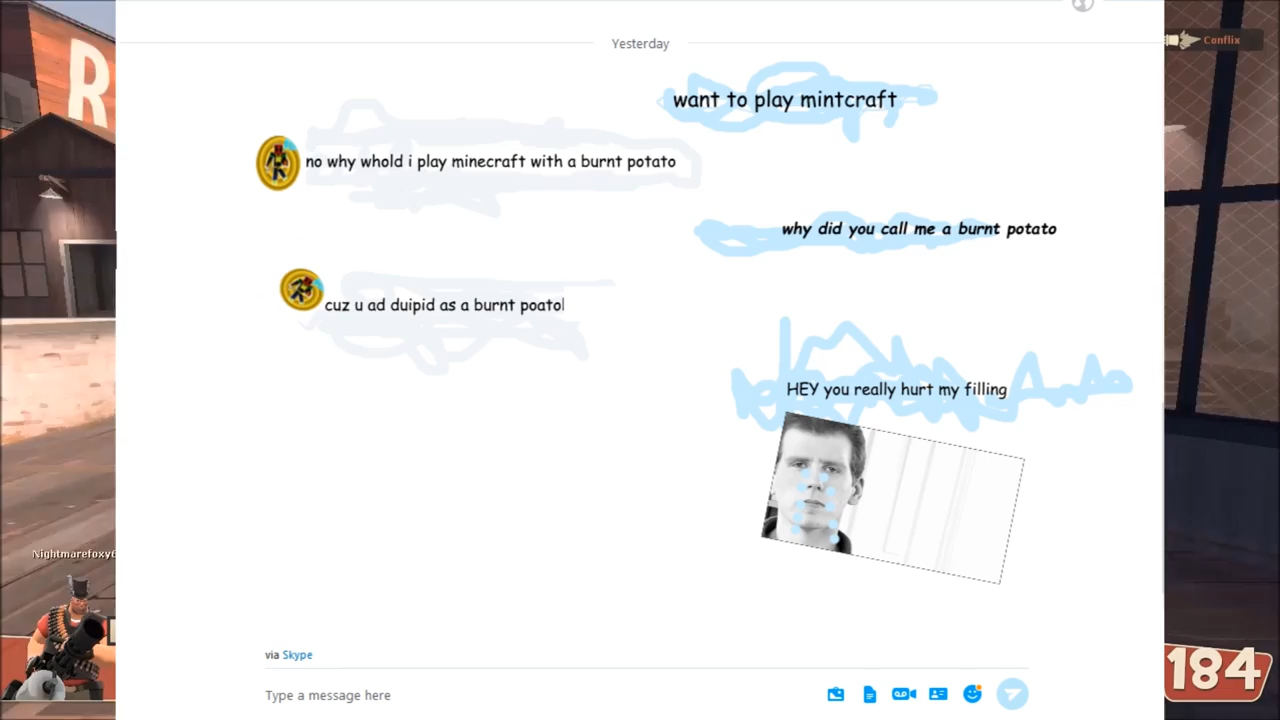 R
Conflix
Yesterday
want to play mintcraft
no why whold i play minecraft with a burnt potato
why did you call me a burnt potato
cuz u ad duipid as a burnt poatol
HEY you really hurt my filling
Nightmarefoxy6
via Skype
Type a message here
184